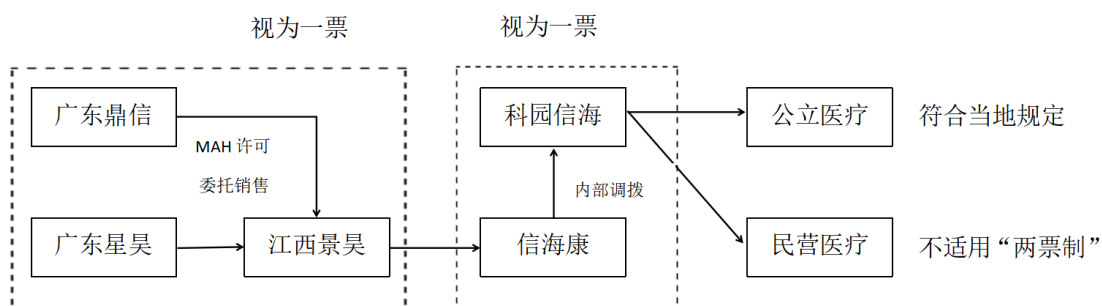 视为一票
视为一票
广东鼎信
科园信海
公立医疗
符合当地规定
MAH 许可
委托销售
内部调拨
广东星昊
江西景昊
信海康
民营医疗
不适用“两票制”